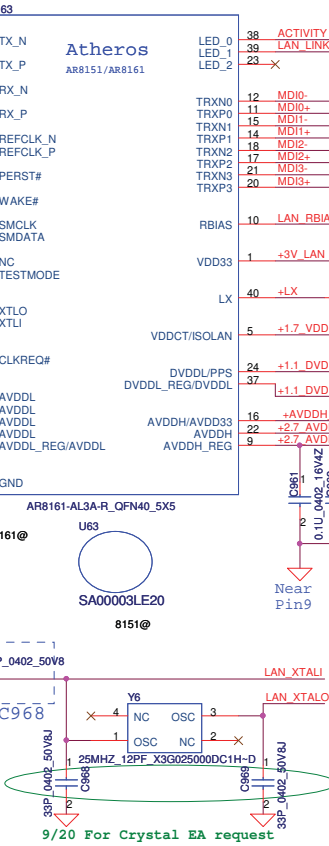 63
TX_N
TX_P
RX_N
RX_P
REFCLK_N
REFCLK_P
PERST#
WAKE#
SMCLK
SMDATA
NC
TESTMODE
XTLO
XTLI
CLKREQ#
AVDDL
AVDDL
AVDDL
AVDDL_REG/AVDDL
GND
Atheros
AR8151/AR8161
LED_0 38 ACTIVITY
LED_1 39 LAN_LINK
LED_2 23
TRXN0 12 MDI0-
TRXP0 11 MDI0+
TRXN1 15 MDI1-
TRXP1 14 MDI1+
TRXN2 18 MDI2-
TRXP2 17 MDI2+
TRXN3 21 MDI3-
TRXP3 20 MDI3+
RBIAS 10 LAN_RBIA
VDD33 1 +3V_LAN
LX 40 +LX
VDDCT/ISOLAN 5 +1.7_VDD
DVDDL/PPS 24 +1.1_DVD
DVDDL_REG/DVDDL 37 +1.1_DVD
AVDDH/AVDD33 16 +AVDDH
AVDDH 22 +2.7_AVD
AVDDH_REG 9 +2.7_AVD
AR8161-AL3A-R_QFN40_5X5
161@
U63
SA00003LE20
8151@
C961
1
2
0.1U_0402_16V4Z
Near
Pin9
P_0402_50V8
C968
LAN_XTALI
LAN_XTALO
Y6
4 NC OSC 3
1 OSC NC 2
25MHZ_12PF_X3G025000DC1H~D
33P_0402_50V8J
1
2
C968
33P_0402_50V8J
1
2
C969
9/20 For Crystal EA request